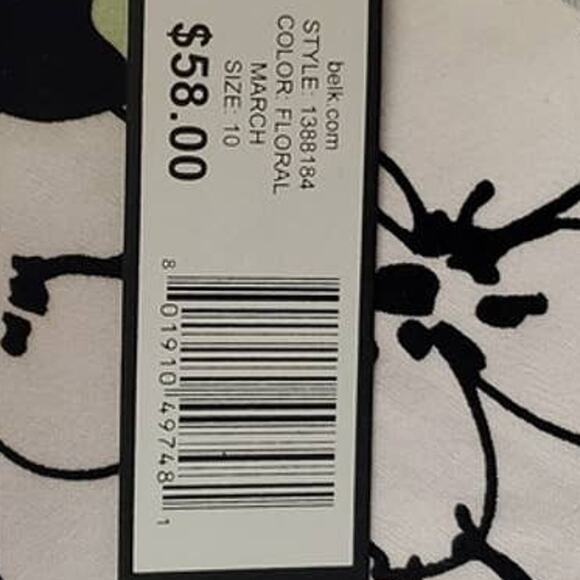 belk.com
STYLE: 1388184
COLOR: FLORAL
MARCH
SIZE: 10
$58.00
8 01910 49748 1